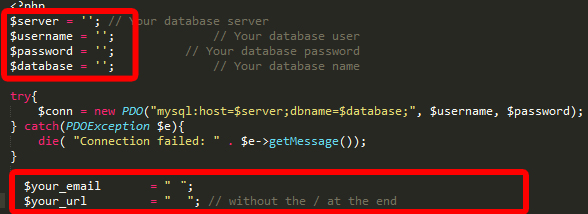 <?php
$server = ''; // Your database server
$username = ''; // Your database user
$password = ''; // Your database password
$database = ''; // Your database name
try{
$conn = new PDO("mysql:host=$server;dbname=$database;", $username, $password);
} catch(PDOException $e){
die( "Connection failed: " . $e->getMessage());
}
$your_email = " ";
$your_url = " "; // without the / at the end